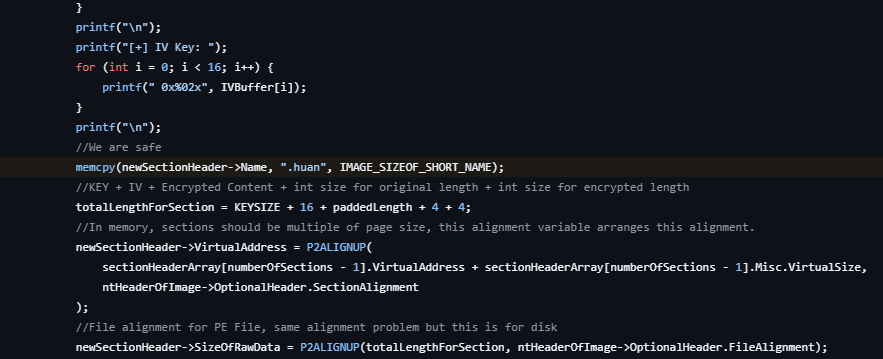 }
printf("\n");
printf("[+] IV Key: ");
for (int i = 0; i < 16; i++) {
printf(" 0x%02x", IVBuffer[i]);
}
printf("\n");
//We are safe
memcpy(newSectionHeader->Name, ".huan", IMAGE_SIZEOF_SHORT_NAME);
//KEY + IV + Encrypted Content + int size for original length + int size for encrypted length
totalLengthForSection = KEYSIZE + 16 + paddedLength + 4 + 4;
//In memory, sections should be multiple of page size, this alignment variable arranges this alignment.
newSectionHeader->VirtualAddress = P2ALIGNUP(
sectionHeaderArray[numberOfSections - 1].VirtualAddress + sectionHeaderArray[numberOfSections - 1].Misc.VirtualSize,
ntHeaderOfImage->OptionalHeader.SectionAlignment
);
//File alignment for PE File, same alignment problem but this is for disk
newSectionHeader->SizeOfRawData = P2ALIGNUP(totalLengthForSection, ntHeaderOfImage->OptionalHeader.FileAlignment);